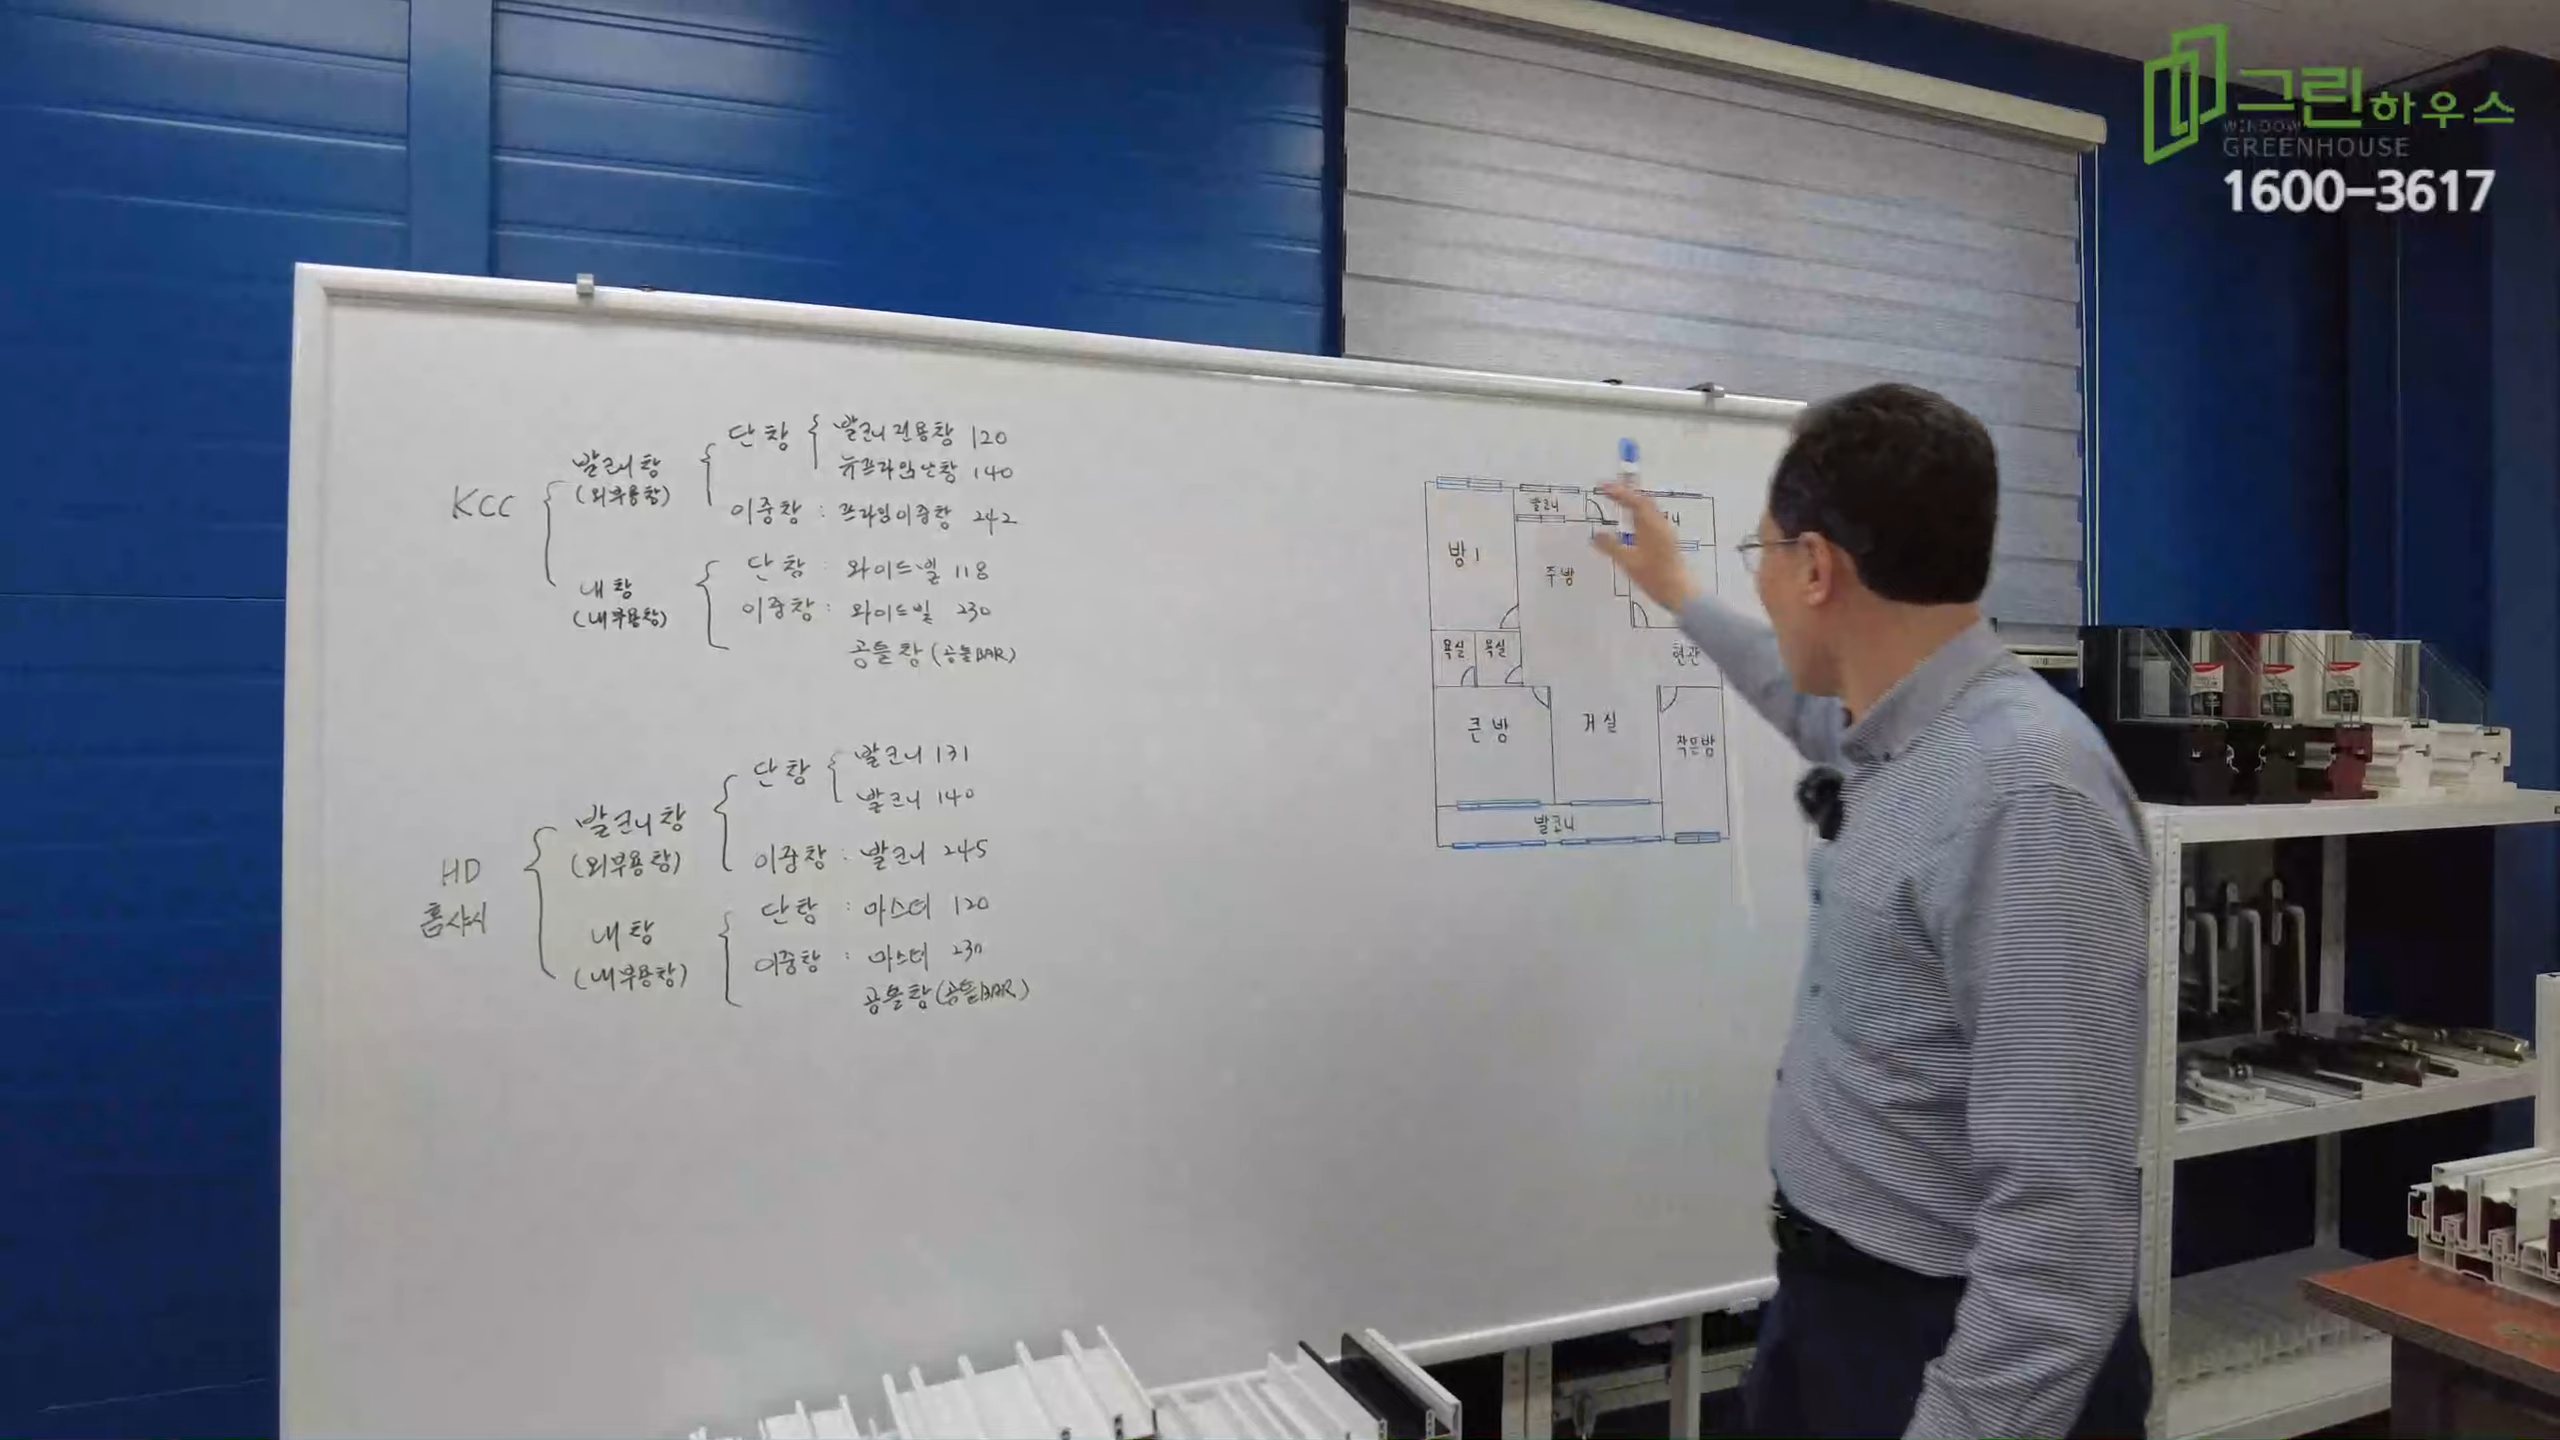 그린하우스
WINDOW
GREENHOUSE
1600-3617
KCC
발코니창
(외부용창)
단창
발코니전용창 120
뉴프라임단창 140
이중창 : 프라임이중창 242
내창
(내부용창)
단창 : 와이드빌 118
이중창 : 와이드빌 230
공틀창 (공틀BAR)
HD
홈샤시
발코니창
(외부용창)
단창
발코니 131
발코니 140
이중창 : 발코니 245
내창
(내부용창)
단창 : 마스터 120
이중창 : 마스터 230
공틀창 (공틀BAR)
발코니
니
방1
주방
욕실
욕실
현관
큰방
거실
작은방
발코니